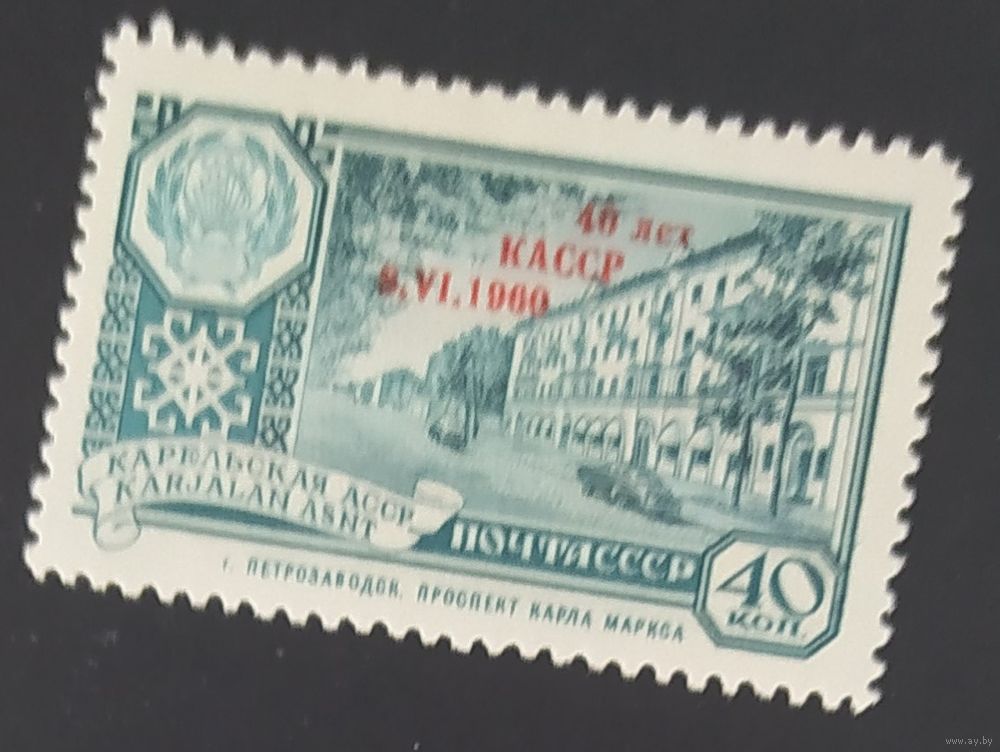 40 лет
КАССР
8.VI.1960
КАРЕЛЬСКАЯ АССР
KARJALAN ASNT
ПОЧТА СССР
40
КОП.
г. ПЕТРОЗАВОДСК. ПРОСПЕКТ КАРЛА МАРКСА
www.ay.by